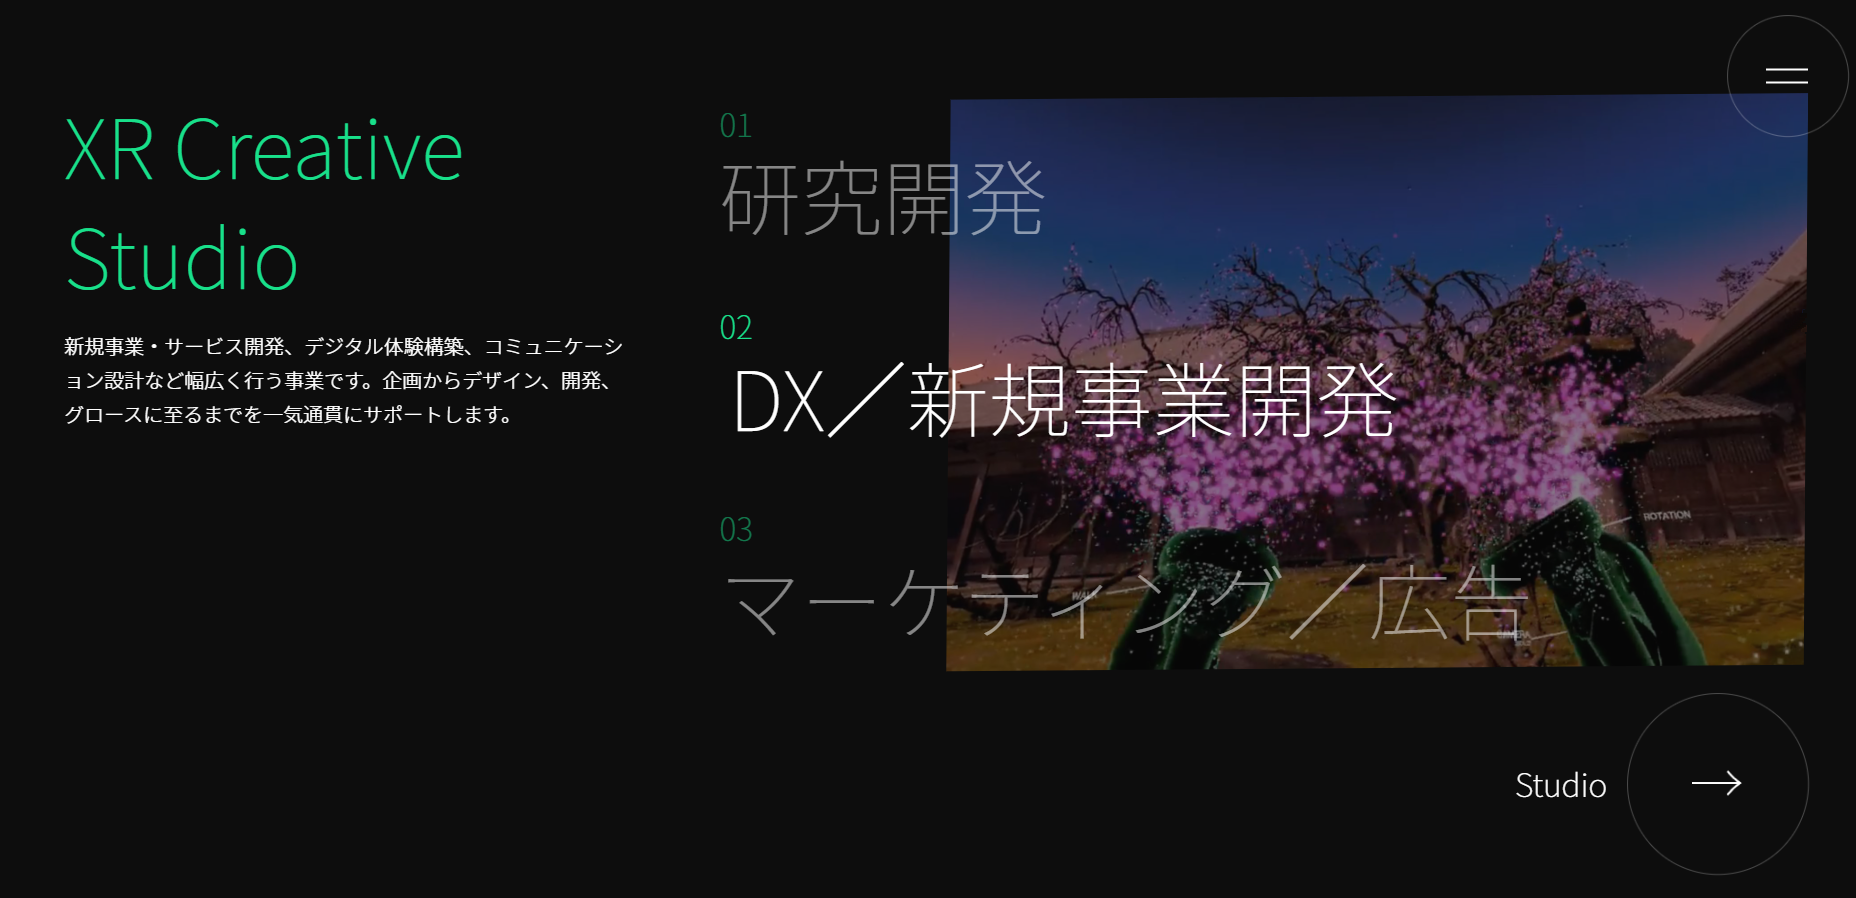 XR Creative
Studio
新規事業・サービス開発、デジタル体験構築、コミュニケーシ
ョン設計など幅広く行う事業です。企画からデザイン、開発、
グロースに至るまでを一気通貫にサポートします。
01
研究開発
02
DX／新規事業開発
03
マーケティング／広告
ROTATION
WALK
Studio